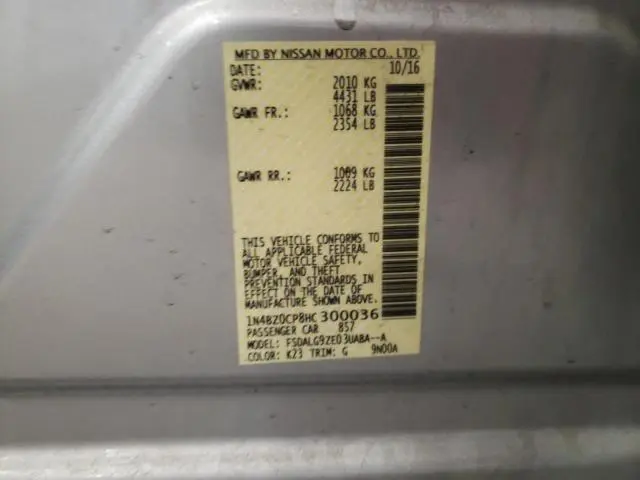 MFD BY NISSAN MOTOR CO., LTD.
DATE: 10/16
GVWR: 2010 KG
4431 LB
GAWR FR.: 1068 KG
2354 LB
GAWR RR.: 1009 KG
2224 LB
THIS VEHICLE CONFORMS TO
ALL APPLICABLE FEDERAL
MOTOR VEHICLE SAFETY,
BUMPER, AND THEFT
PREVENTION STANDARDS IN
EFFECT ON THE DATE OF
MANUFACTURE SHOWN ABOVE.
1N4BZ0CP8HC 300036
PASSENGER CAR 857
MODEL: FSDALG9ZE03UABA--A
COLOR: K23 TRIM: G 9N00A